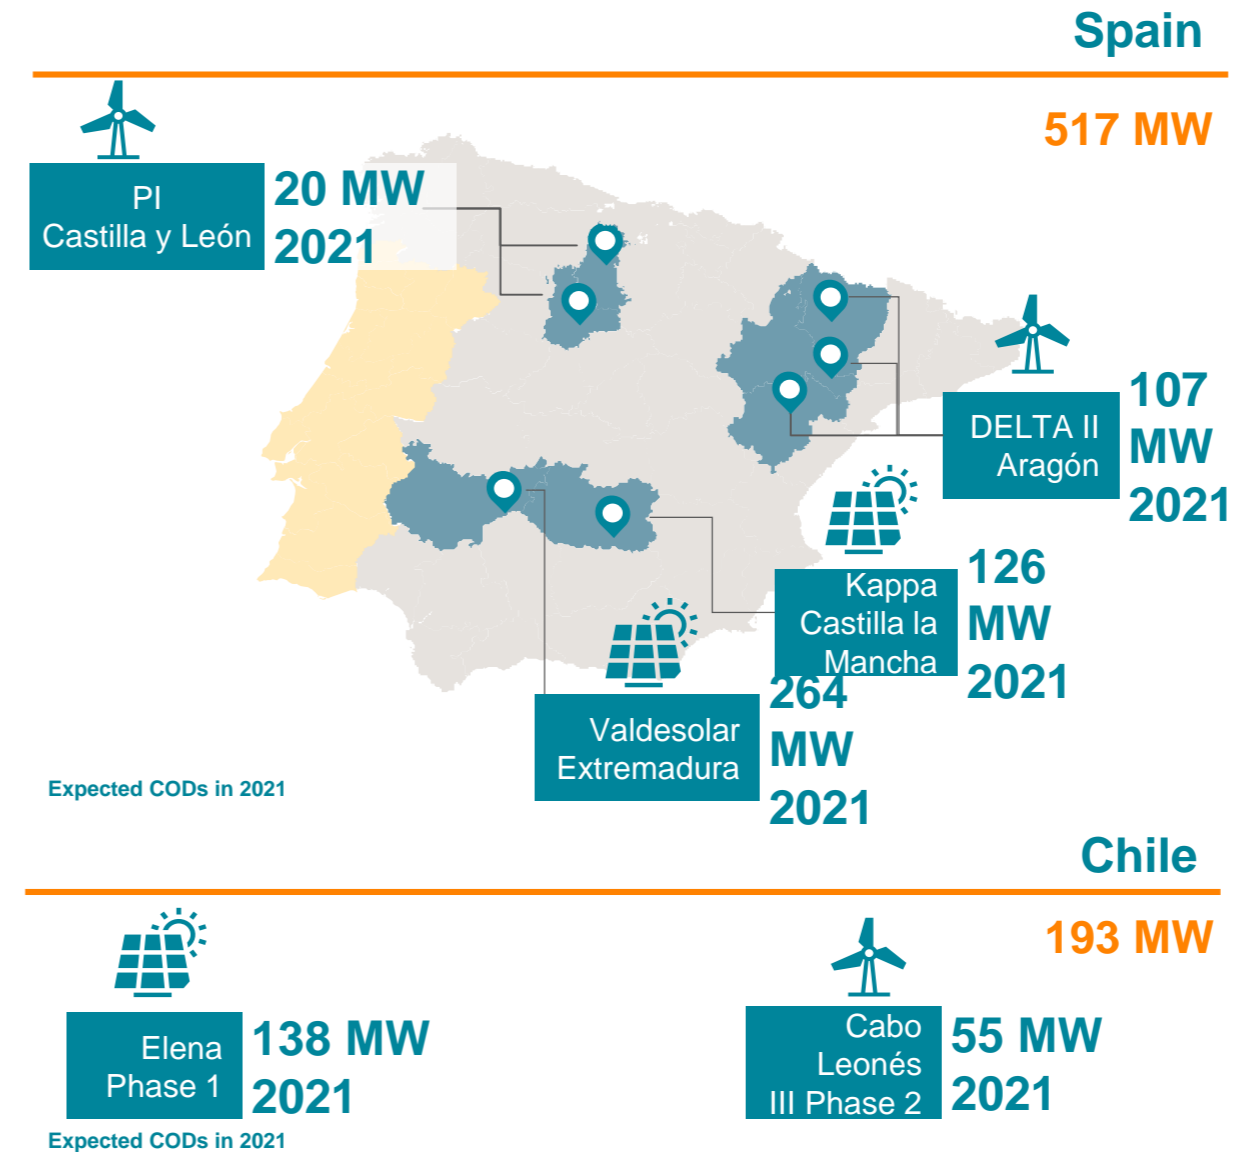 Spain
517 MW
PI
Castilla y León
20 MW
2021
DELTA II
Aragón
107
MW
2021
Kappa
Castilla la
Mancha
126
MW
2021
Valdesolar
Extremadura
264
MW
2021
Expected CODs in 2021
Chile
193 MW
Elena
Phase 1
138 MW
2021
Cabo
Leonés
III Phase 2
55 MW
2021
Expected CODs in 2021